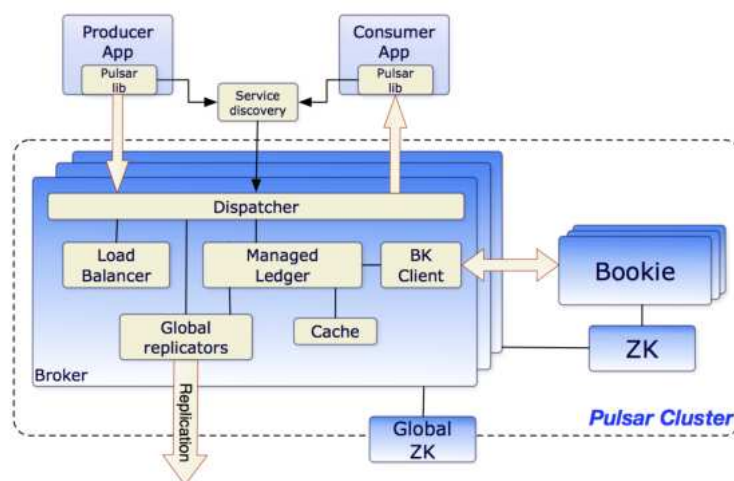 Producer
App
Pulsar
lib
Consumer
App
Pulsar
lib
Service
discovery
Dispatcher
Load
Balancer
Managed
Ledger
BK
Client
Bookie
Global
replicators
Cache
ZK
Broker
Replication
Global
ZK
Pulsar Cluster